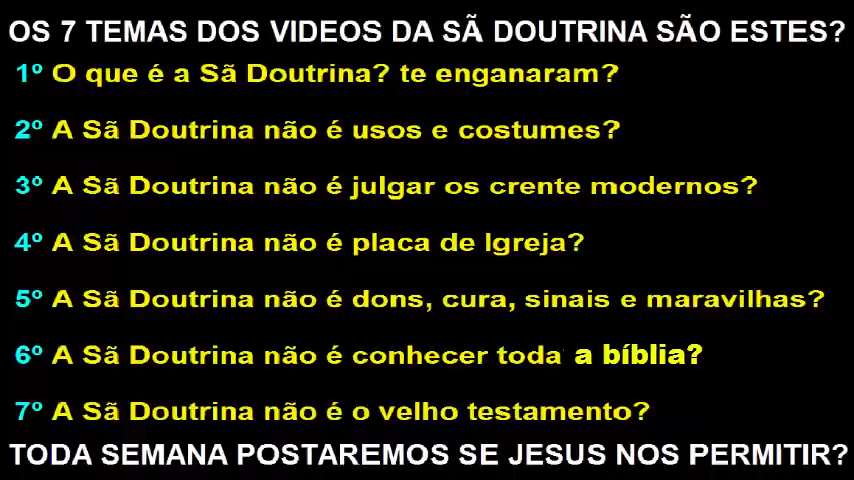 OS 7 TEMAS DOS VIDEOS DA SÃ DOUTRINA SÃO ESTES?
1º O que é a Sã Doutrina? te enganaram?
2º A Sã Doutrina não é usos e costumes?
3º A Sã Doutrina não é julgar os crente modernos?
4º A Sã Doutrina não é placa de Igreja?
5º A Sã Doutrina não é dons, cura, sinais e maravilhas?
6º A Sã Doutrina não é conhecer toda a bíblia?
7º A Sã Doutrina não é o velho testamento?
TODA SEMANA POSTAREMOS SE JESUS NOS PERMITIR?